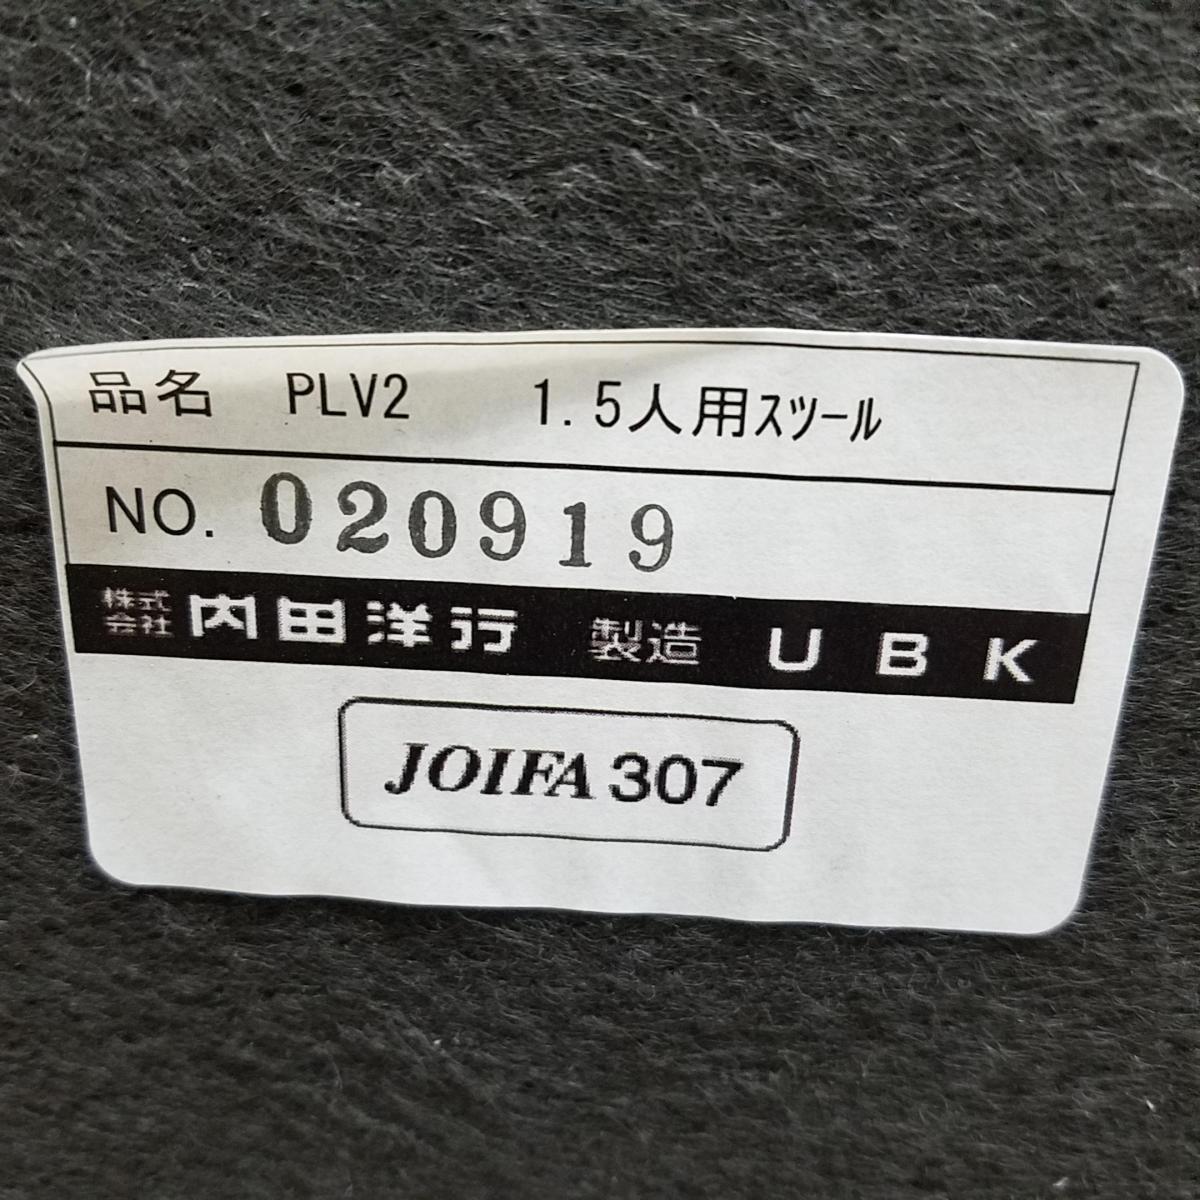 品名 PLV2 1.5人用スツール
NO. 020919
株式会社 内田洋行 製造 UBK
JOIFA 307